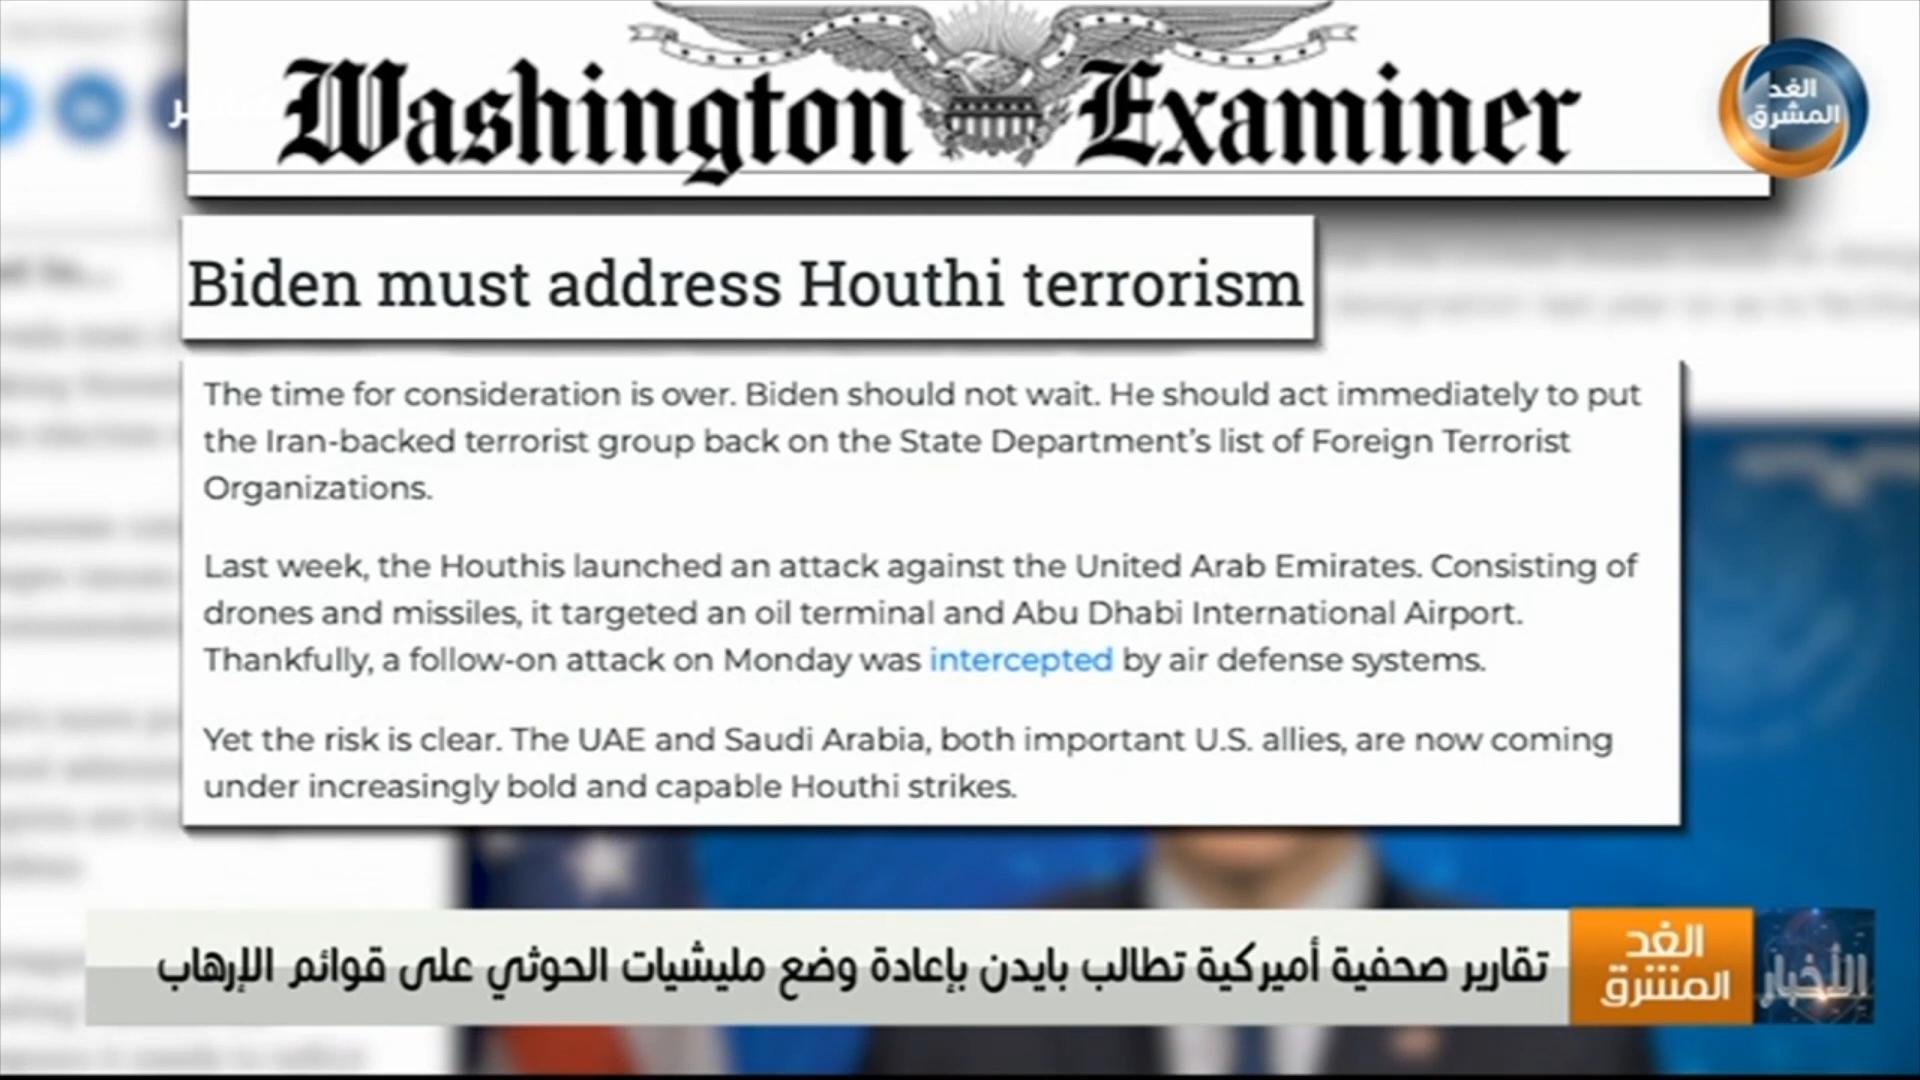 Washington Examiner
الغد
المشرق
مباشر
Biden must address Houthi terrorism
The time for consideration is over. Biden should not wait. He should act immediately to put
the Iran-backed terrorist group back on the State Department’s list of Foreign Terrorist
Organizations.
Last week, the Houthis launched an attack against the United Arab Emirates. Consisting of
drones and missiles, it targeted an oil terminal and Abu Dhabi International Airport.
Thankfully, a follow-on attack on Monday was intercepted by air defense systems.
Yet the risk is clear. The UAE and Saudi Arabia, both important U.S. allies, are now coming
under increasingly bold and capable Houthi strikes.
تقارير صحفية أميركية تطالب بايدن بإعادة وضع مليشيات الحوثي على قوائم الإرهاب
الغد
المشرق
الأخبار